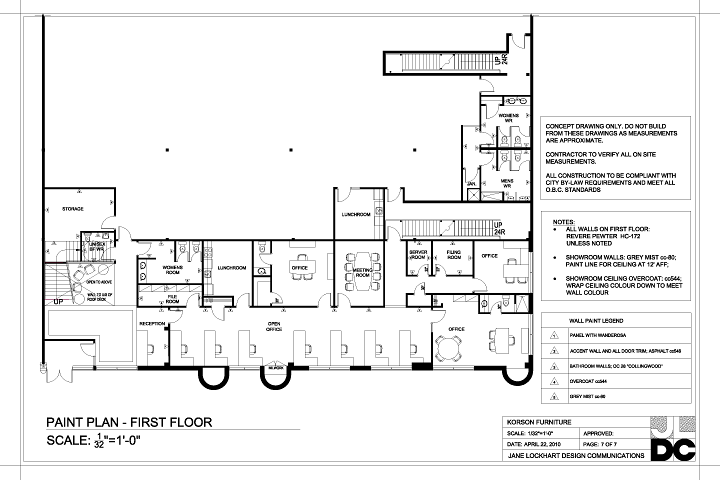 UP
24R
WOMENS
WR
CONCEPT DRAWING ONLY. DO NOT BUILD
FROM THESE DRAWINGS AS MEASUREMENTS
ARE APPROXIMATE.
CONTRACTOR TO VERIFY ALL ON SITE
MEASUREMENTS.
ALL CONSTRUCTION TO BE COMPLIANT WITH
CITY BY-LAW REQUIREMENTS AND MEET ALL
O.B.C. STANDARDS
JAN.
MENS
WR
STORAGE
LUNCHROOM
UP
24R
NOTES:
• ALL WALLS ON FIRST FLOOR:
REVERE PEWTER HC-172
UNLESS NOTED
• SHOWROOM WALLS: GREY MIST cc-80;
PAINT LINE FOR CEILING AT 12' AFF;
• SHOWROOM CEILING OVERCOAT: cc544;
WRAP CEILING COLOUR DOWN TO MEET
WALL COLOUR
UNISEX
WOMENS
ROOM
LUNCHROOM
OFFICE
MEETING
ROOM
SERVER
ROOM
FILING
ROOM
OFFICE
OPEN TO ABOVE
UP
FILE
ROOM
RECEPTION
OPEN
OFFICE
OFFICE
WALL PAINT LEGEND
PANEL WITH WANDEROSA
ACCENT WALL AND ALL DOOR TRIM; ASPHALT cc548
BATHROOM WALLS; OC 28 "COLLINGWOOD"
OVERCOAT cc544
GREY MIST cc-80
PAINT PLAN - FIRST FLOOR
SCALE: 1/32"=1'-0"
KORSON FURNITURE
SCALE: 1/32"=1'-0" APPROVED:
DATE: APRIL 22, 2010 PAGE: 7 OF 7
JANE LOCKHART DESIGN COMMUNICATIONS
JL
DC